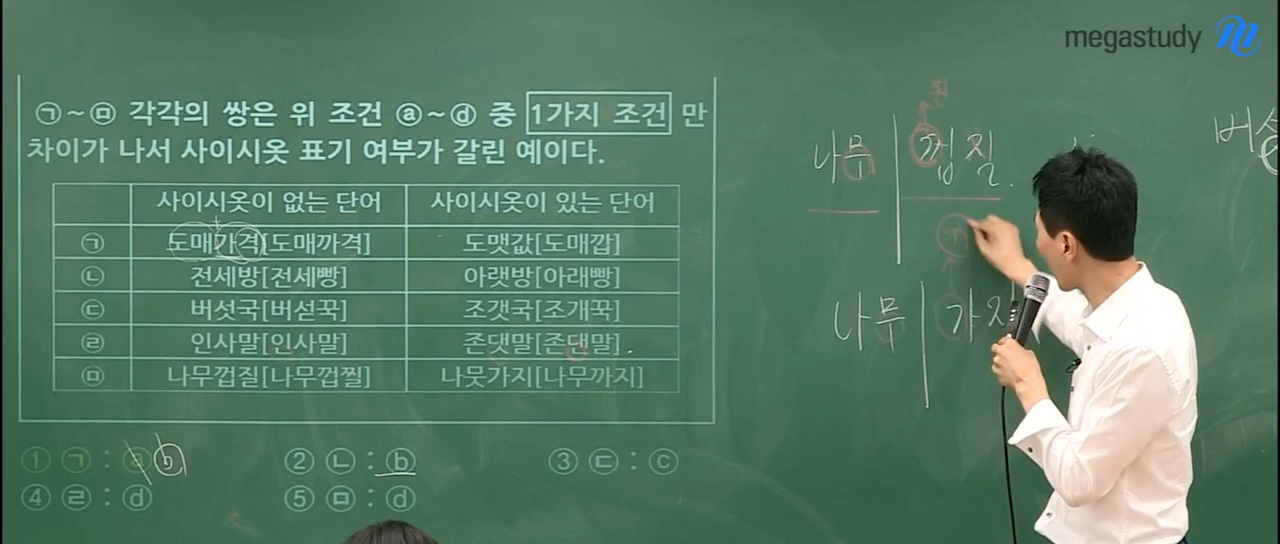 megastudy
㉠~㉤ 각각의 쌍은 위 조건 ⓐ~ⓓ 중 1가지 조건 만
차이가 나서 사이시옷 표기 여부가 갈린 예이다.
사이시옷이 없는 단어 사이시옷이 있는 단어
㉠ 도매가격[도매까격] 도맷값[도매깝]
㉡ 전세방[전세빵] 아랫방[아래빵]
㉢ 버섯국[버섣꾹] 조갯국[조개꾹]
㉣ 인사말[인사말] 존댓말[존댄말]
㉤ 나무껍질[나무껍찔] 나뭇가지[나무까지]
① ㉠ : ⓐ ② ㉡ : ⓑ ③ ㉢ : ⓒ
④ ㉣ : ⓓ ⑤ ㉤ : ⓓ
나무 껍질
나무 가지